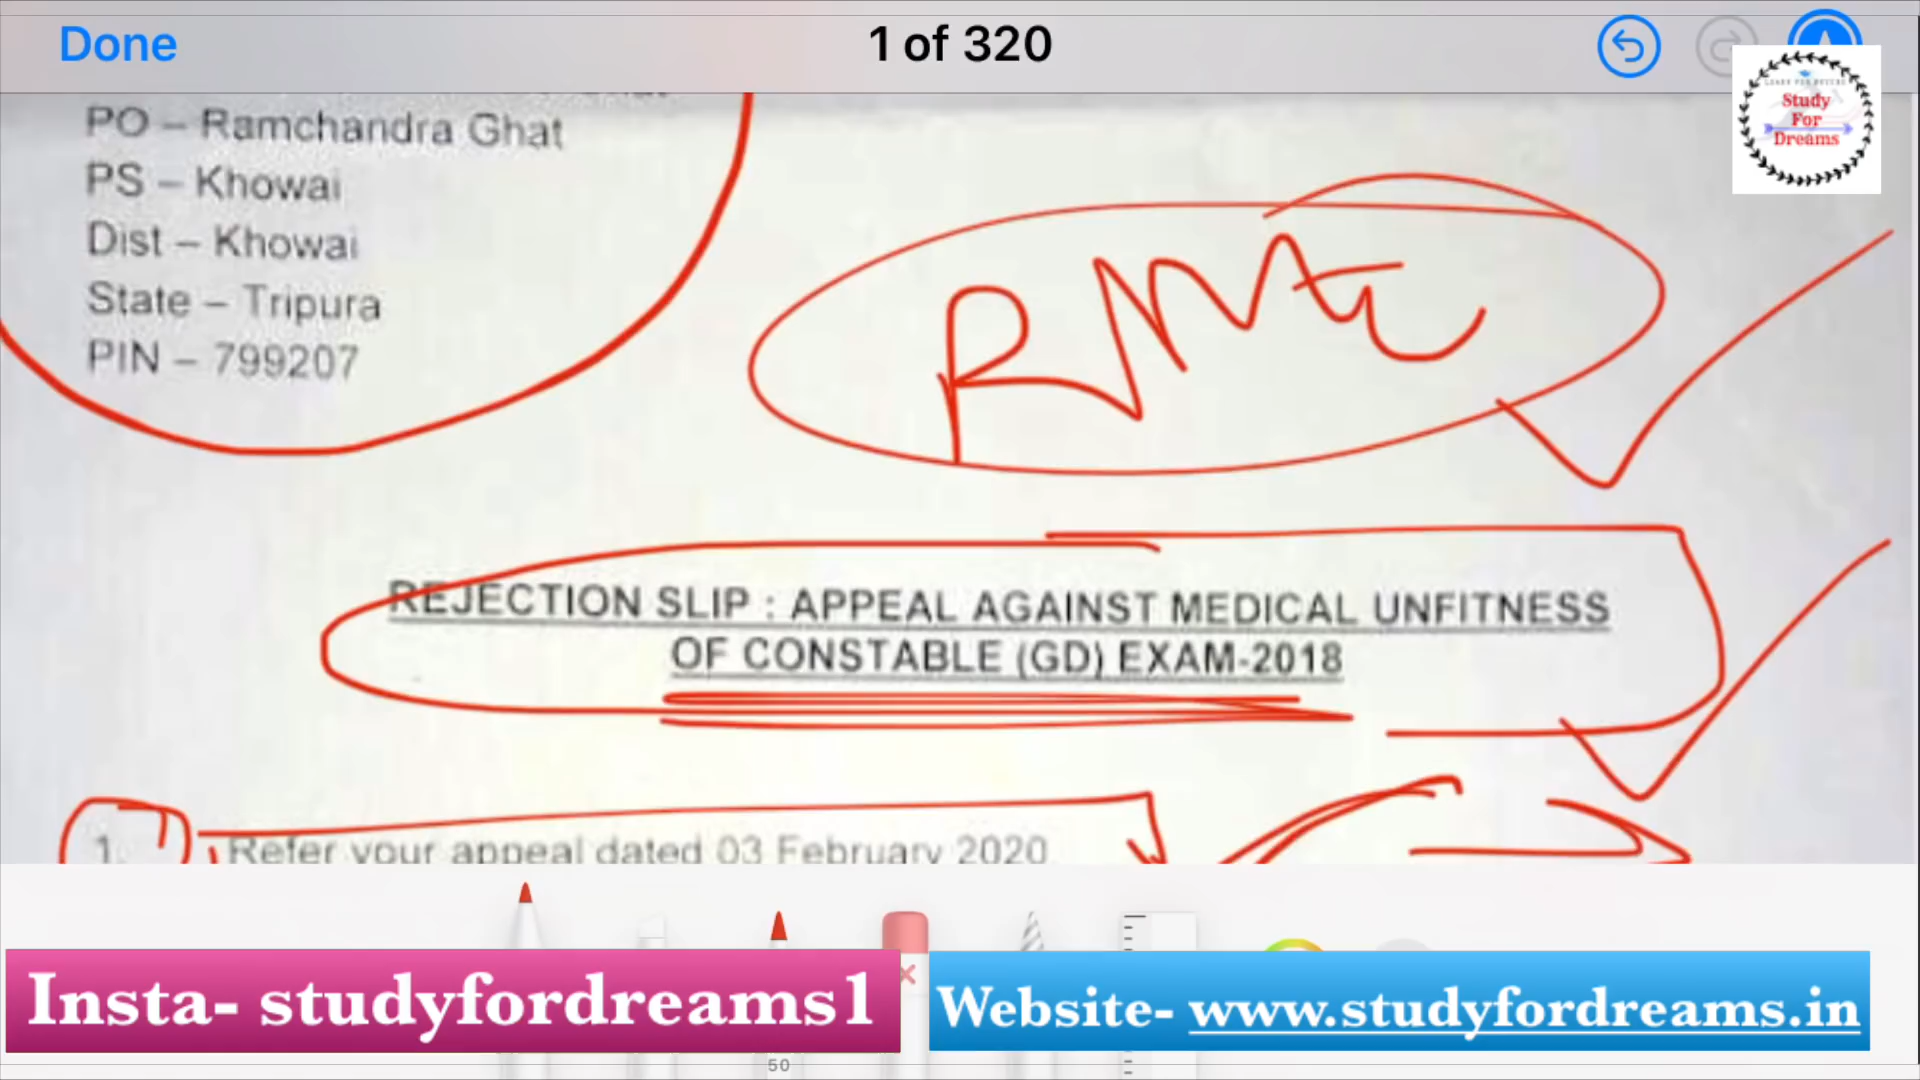 Done
1 of 320
Study
For
Dreams
PO – Ramchandra Ghat
PS – Khowai
Dist – Khowai
State – Tripura
PIN – 799207
RME
REJECTION SLIP : APPEAL AGAINST MEDICAL UNFITNESS
OF CONSTABLE (GD) EXAM-2018
1. Refer your appeal dated 03 February 2020
Insta- studyfordreams1
Website- www.studyfordreams.in
50